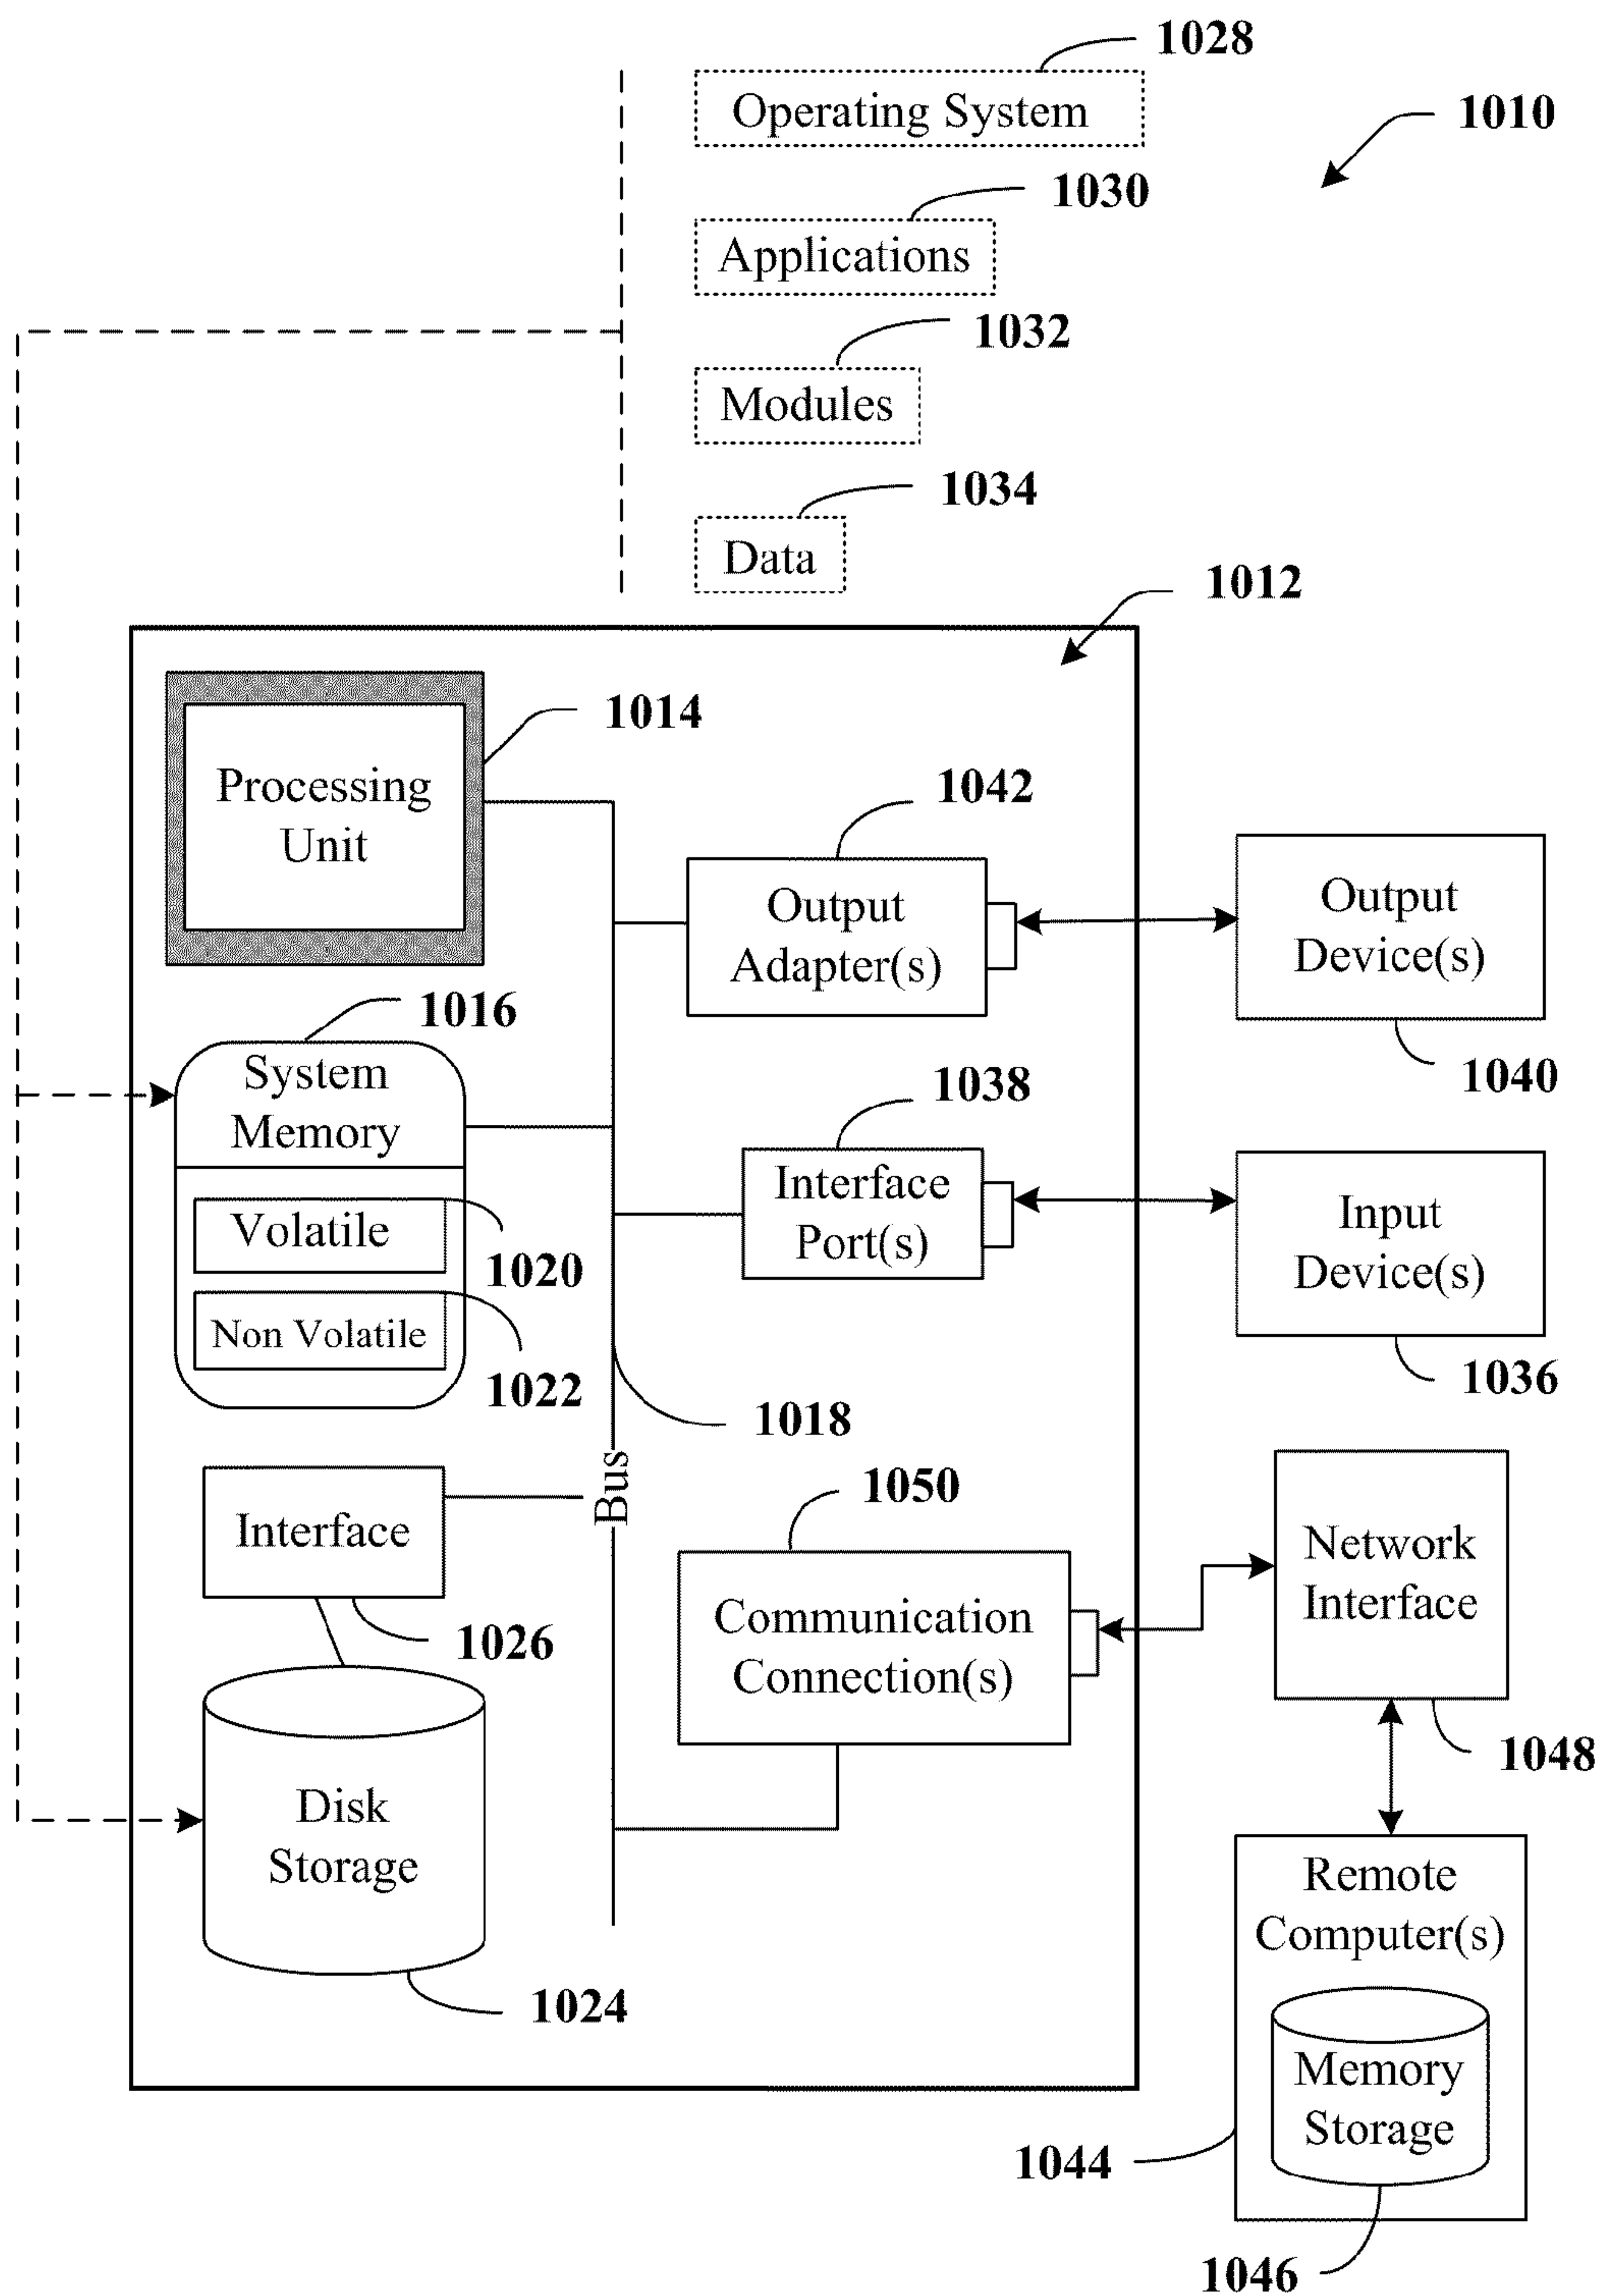 1028
Operating System
1010
1030
Applications
1032
Modules
1034
Data
1012
1014
Processing
Unit
1042
Output
Adapter(s)
Output
Device(s)
1040
1016
System
Memory
Volatile
1020
Non Volatile
1022
1038
Interface
Port(s)
Input
Device(s)
1036
1018
Bus
Interface
1026
1050
Communication
Connection(s)
Network
Interface
1048
Disk
Storage
1024
Remote
Computer(s)
Memory
Storage
1044
1046